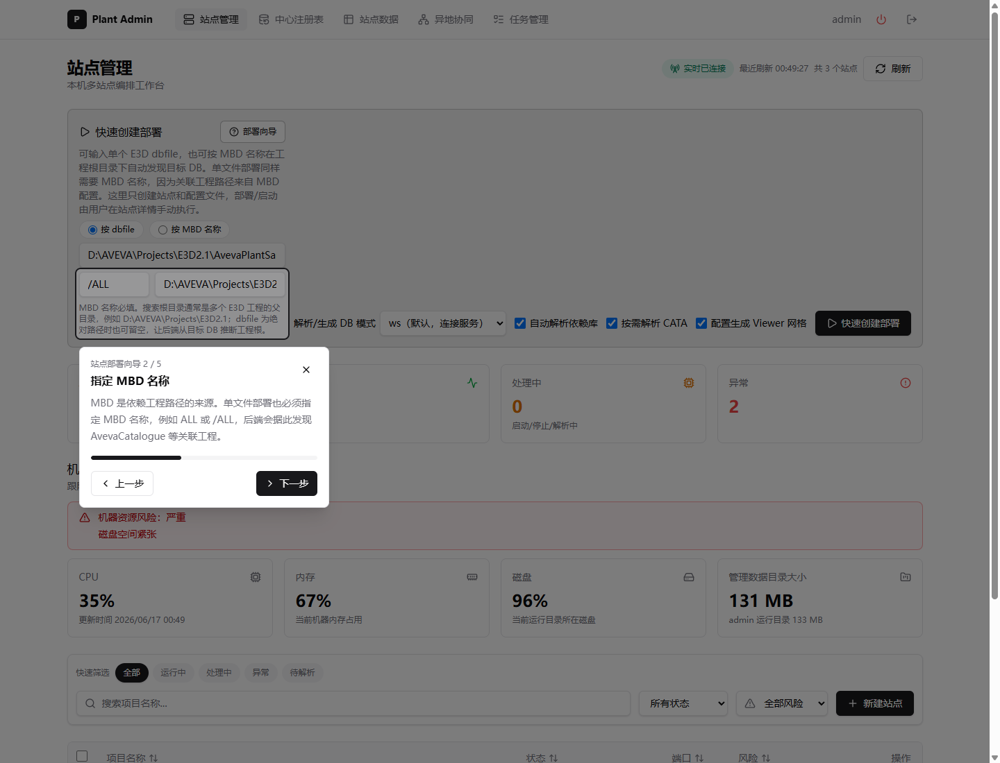 P Plant Admin 站点管理 中心注册表 站点数据 异地协同 任务管理 admin
站点管理
本机多站点编排工作台
实时已连接 最近刷新 00:49:27 共 3 个站点 刷新
快速创建部署 部署向导
可输入单个 E3D dbfile，也可按 MBD 名称在工
程根目录下自动发现目标 DB。单文件部署同样
需要 MBD 名称，因为关联工程路径来自 MBD
配置。这里只创建站点和配置文件，部署/启动
由用户在站点详情手动执行。
按 dbfile 按 MBD 名称
D:\AVEVA\Projects\E3D2.1\AvevaPlantSa
/ALL D:\AVEVA\Projects\E3D2
MBD 名称必填。搜索根目录通常是多个 E3D 工程的父
目录，例如 D:\AVEVA\Projects\E3D2.1；dbfile 为绝
对路径时也可留空，让后端从目标 DB 推断工程根。
解析/生成 DB 模式 ws（默认，连接服务） 自动解析依赖库 按需解析 CATA 配置生成 Viewer 网格 快速创建部署
站点部署向导 2 / 5
指定 MBD 名称
MBD 是依赖工程路径的来源。单文件部署也必须指
定 MBD 名称，例如 ALL 或 /ALL，后端会据此发现
AvevaCatalogue 等关联工程。
上一步 下一步
处理中
0
启动/停止/解析中
异常
2
机
跟
机器资源风险：严重
磁盘空间紧张
CPU
35%
更新时间 2026/06/17 00:49
内存
67%
当前机器内存占用
磁盘
96%
当前运行目录所在磁盘
管理数据目录大小
131 MB
admin 运行目录 133 MB
快速筛选 全部 运行中 处理中 异常 待解析
搜索项目名称... 所有状态 全部风险 新建站点
项目名称 状态 端口 风险 操作